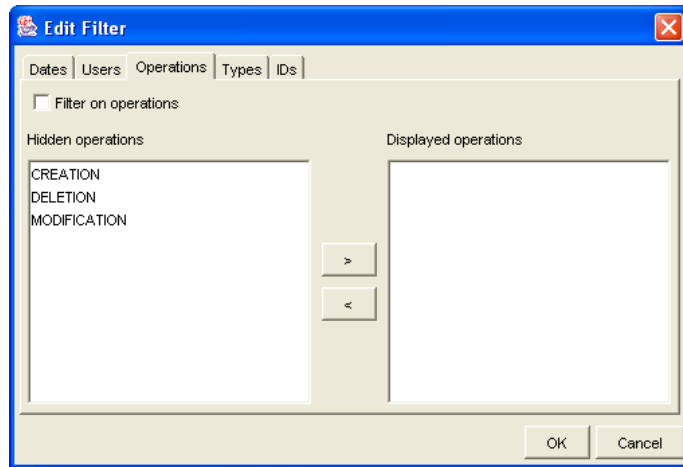 Edit Filter
Dates Users Operations Types IDs
Filter on operations
Hidden operations Displayed operations
CREATION
DELETION
MODIFICATION
>
<
OK Cancel